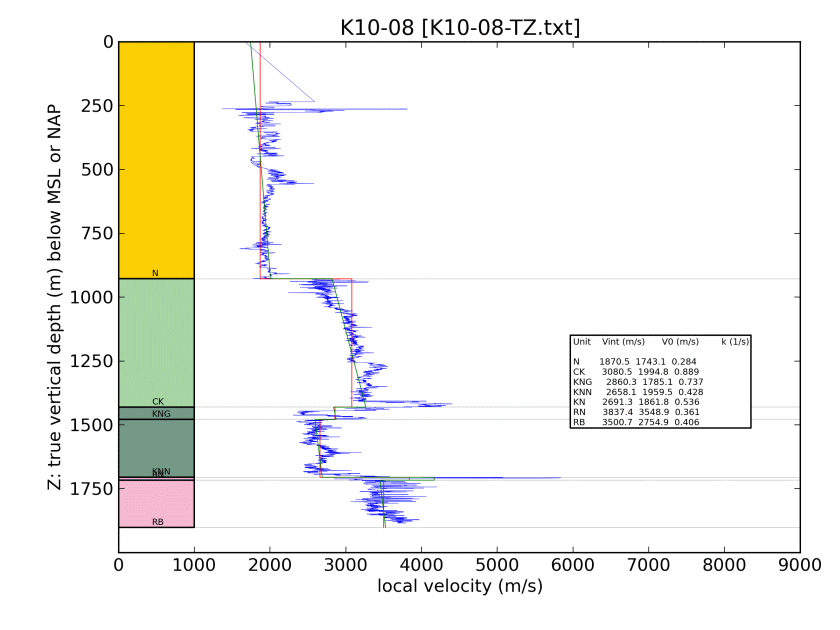 K10-08 [K10-08-TZ.txt]
Z: true vertical depth (m) below MSL or NAP
0
250
500
750
1000
1250
1500
1750
N
CK
KNG
KNN
RB
Unit Vint (m/s) V0 (m/s) k (1/s)
N 1870.5 1743.1 0.284
CK 3080.5 1994.8 0.889
KNG 2860.3 1785.1 0.737
KNN 2658.1 1959.5 0.428
KN 2691.3 1861.8 0.536
RN 3837.4 3548.9 0.361
RB 3500.7 2754.9 0.406
0 1000 2000 3000 4000 5000 6000 7000 8000 9000
local velocity (m/s)